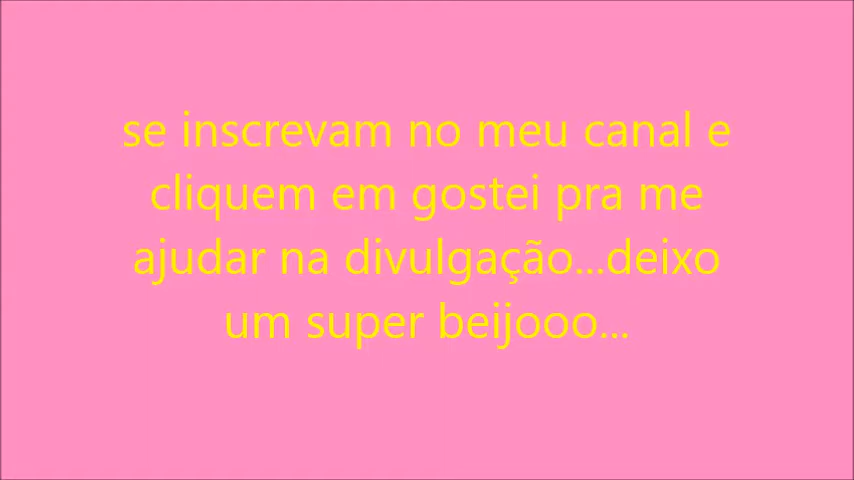 se inscrevam no meu canal e
cliquem em gostei pra me
ajudar na divulgação...deixo
um super beijooo...